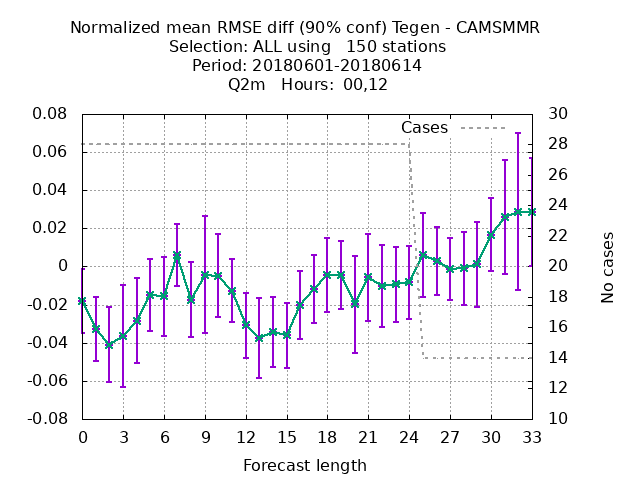 Normalized mean RMSE diff (90% conf) Tegen - CAMSMMR
Selection: ALL using   150 stations
Period: 20180601-20180614
Q2m   Hours:  00,12
Cases
0.08
0.06
0.04
0.02
0
-0.02
-0.04
-0.06
-0.08
30
28
26
24
22
20
18
16
14
12
10
No cases
0 3 6 9 12 15 18 21 24 27 30 33
Forecast length